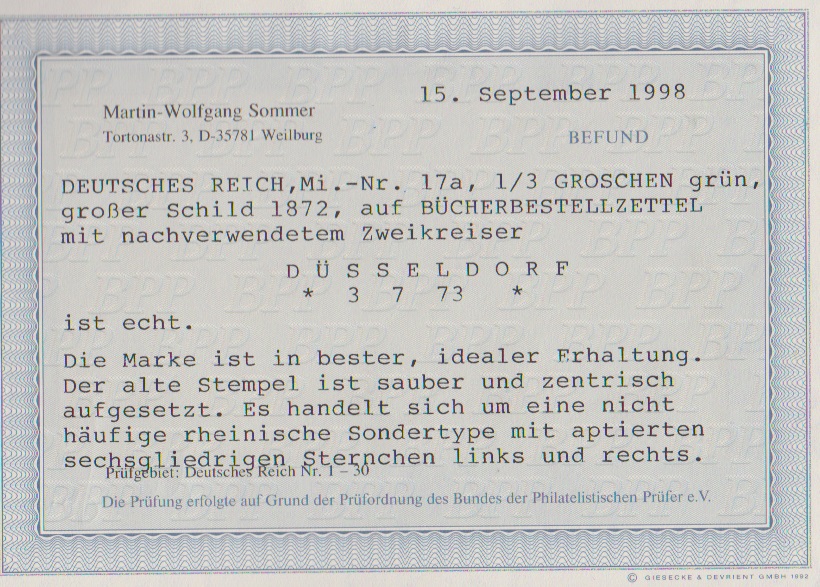 15. September 1998
Martin-Wolfgang Sommer
Tortonastr. 3, D-35781 Weilburg
BEFUND
DEUTSCHES REICH,Mi.-Nr. 17a, 1/3 GROSCHEN grün,
großer Schild 1872, auf BÜCHERBESTELLZETTEL
mit nachverwendetem Zweikreiser
D Ü S S E L D O R F
* 3 7 73 *
ist echt.
Die Marke ist in bester, idealer Erhaltung.
Der alte Stempel ist sauber und zentrisch
aufgesetzt. Es handelt sich um eine nicht
häufige rheinische Sondertype mit aptierten
sechsgliedrigen Sternchen links und rechts.
Prüfgebiet: Deutsches Reich Nr. 1 – 30
Die Prüfung erfolgte auf Grund der Prüfordnung des Bundes der Philatelistischen Prüfer e.V.
© GIESECKE & DEVRIENT GMBH 1992